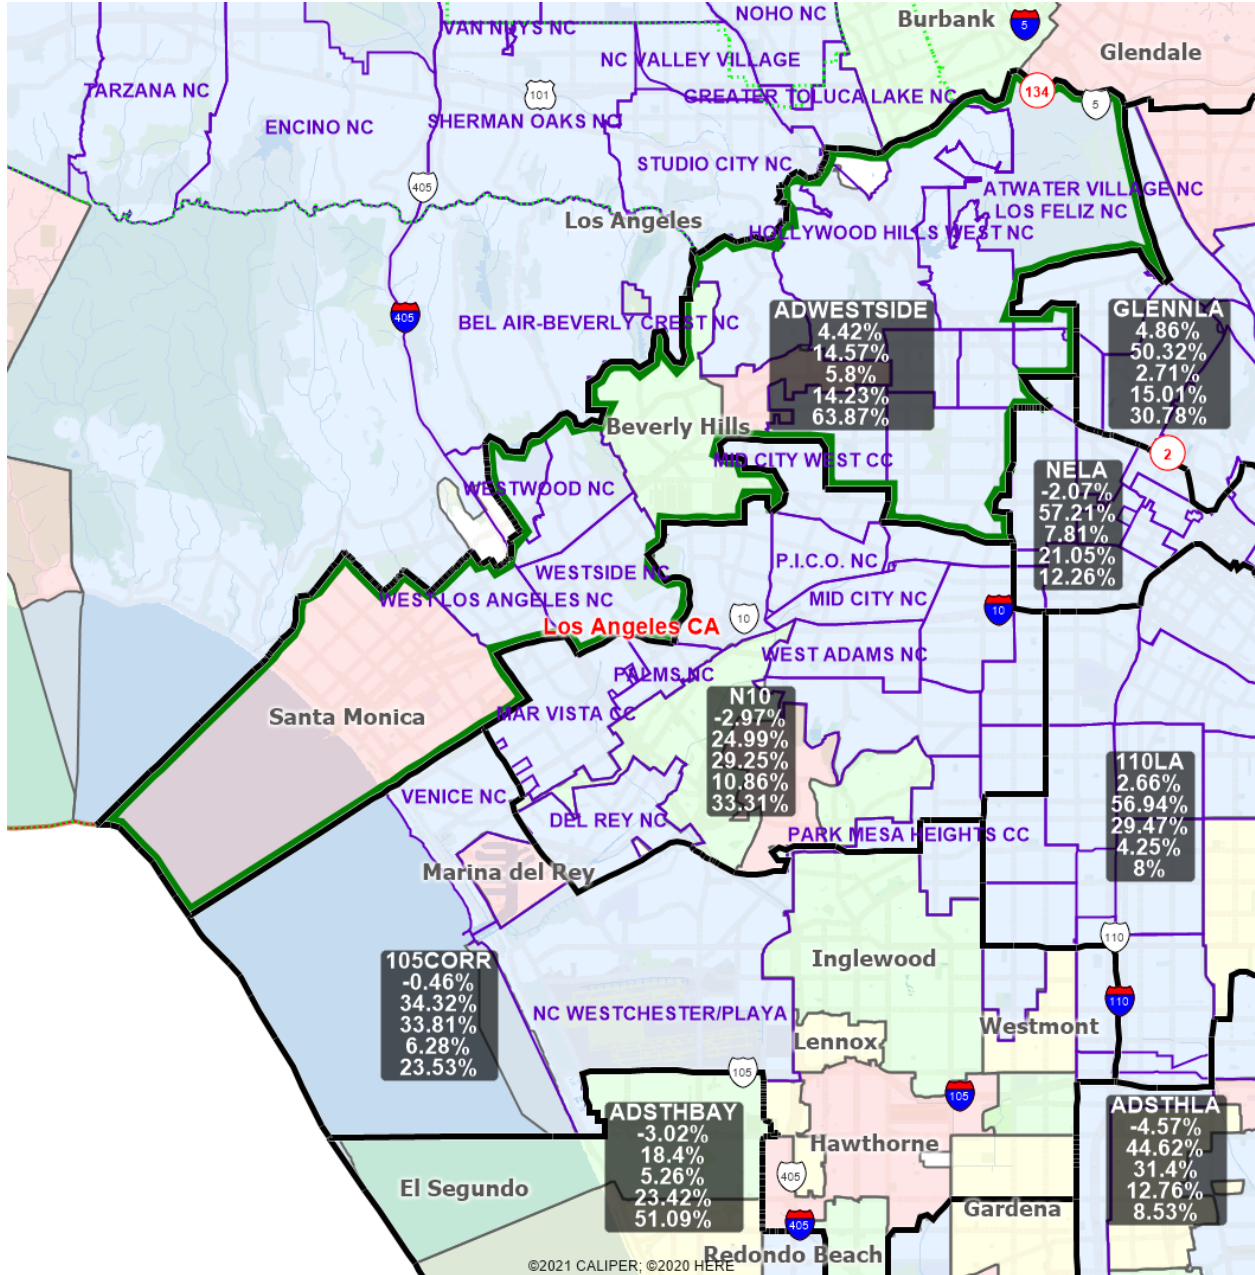 NOHO NC
Burbank
5
VAN NUYS NC
Glendale
NC VALLEY VILLAGE
TARZANA NC
101
GREATER TOLUCA LAKE NC
134
5
ENCINO NC
SHERMAN OAKS NC
STUDIO CITY NC
405
ATWATER VILLAGE NC
LOS FELIZ NC
Los Angeles
HOLLYWOOD HILLS WEST NC
405
BEL AIR-BEVERLY CREST NC
ADWESTSIDE
4.42%
14.57%
5.8%
14.23%
63.87%
GLENNLA
4.86%
50.32%
2.71%
15.01%
30.78%
Beverly Hills
MID CITY WEST CC
2
NELA
-2.07%
57.21%
7.81%
21.05%
12.26%
WESTWOOD NC
WESTSIDE NC
P.I.C.O. NC
WEST LOS ANGELES NC
MID CITY NC
10
10
Los Angeles CA
WEST ADAMS NC
PALMS NC
N10
-2.97%
24.99%
29.25%
10.86%
33.31%
Santa Monica
MAR VISTA CC
110LA
2.66%
56.94%
29.47%
4.25%
8%
VENICE NC
DEL REY NC
PARK MESA HEIGHTS CC
Marina del Rey
110
105CORR
-0.46%
34.32%
33.81%
6.28%
23.53%
Inglewood
110
NC WESTCHESTER/PLAYA
Westmont
Lennox
105
105
ADSTHBAY
-3.02%
18.4%
5.26%
23.42%
51.09%
ADSTHLA
-4.57%
44.62%
31.4%
12.76%
8.53%
Hawthorne
405
El Segundo
Gardena
405
Redondo Beach
©2021 CALIPER; ©2020 HERE